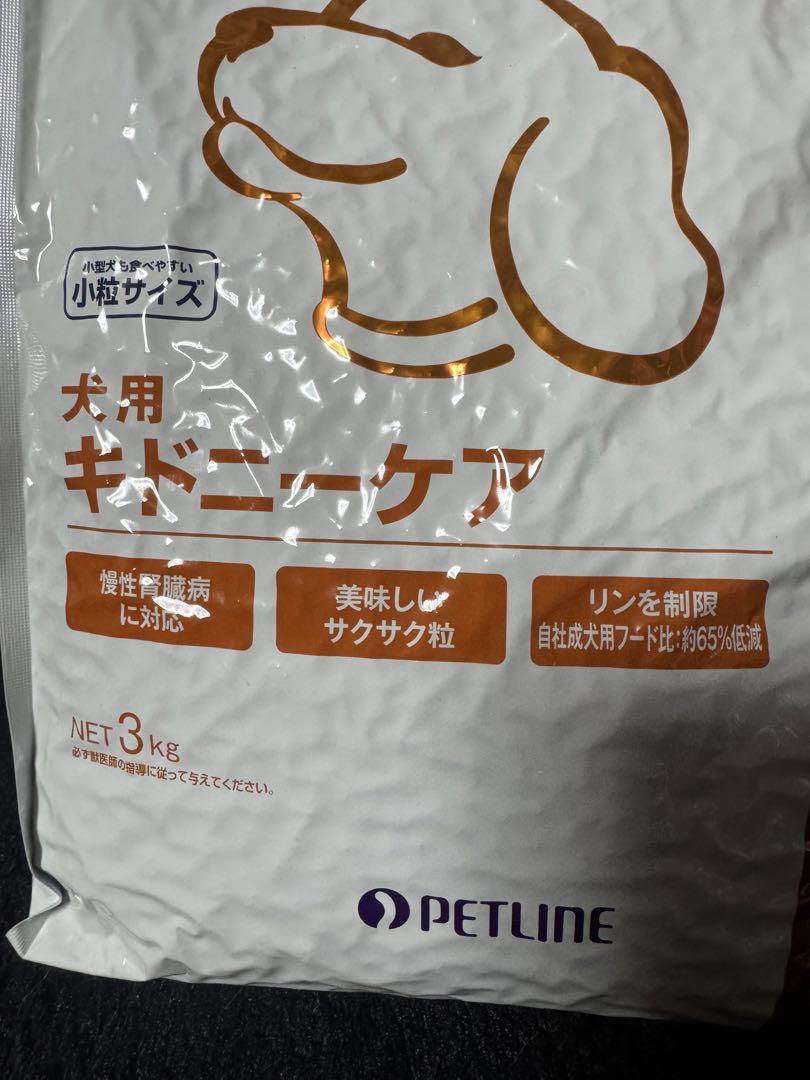 小型犬も食べやすい
小粒サイズ
犬用
キドニーケア
慢性腎臓病
に対応
美味しい
サクサク粒
リンを制限
自社成犬用フード比:約65%低減
NET 3kg
必ず獣医師の指導に従って与えてください。
PETLINE